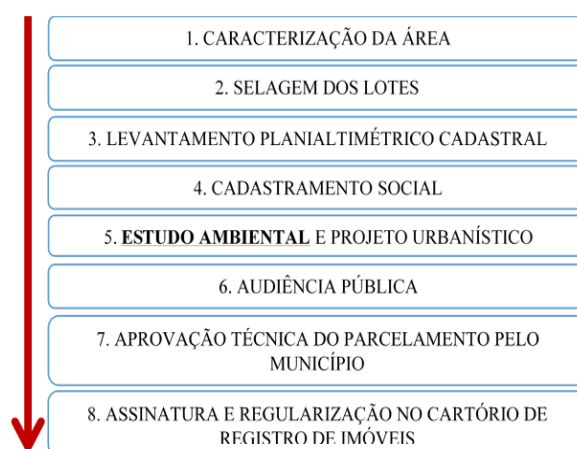 1. CARACTERIZAÇÃO DA ÁREA
2. SELAGEM DOS LOTES
3. LEVANTAMENTO PLANIALTIMÉTRICO CADASTRAL
4. CADASTRAMENTO SOCIAL
5. ESTUDO AMBIENTAL E PROJETO URBANÍSTICO
6. AUDIÊNCIA PÚBLICA
7. APROVAÇÃO TÉCNICA DO PARCELAMENTO PELO
MUNICÍPIO
8. ASSINATURA E REGULARIZAÇÃO NO CARTÓRIO DE
REGISTRO DE IMÓVEIS